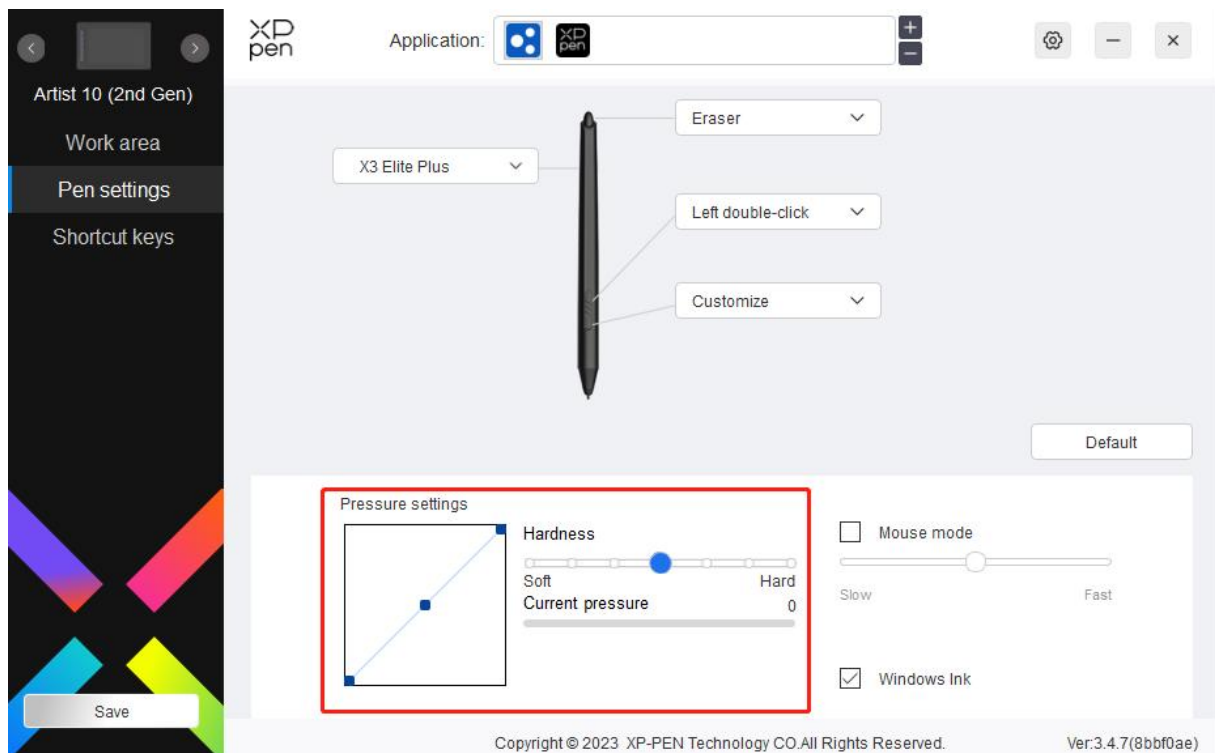 XP
pen
Application:
XP
pen
Artist 10 (2nd Gen)
Work area
Pen settings
Shortcut keys
Save
Eraser
X3 Elite Plus
Left double-click
Customize
Default
Pressure settings
Hardness
Soft Hard
Current pressure 0
Mouse mode
Slow Fast
Windows Ink
Copyright © 2023 XP-PEN Technology CO.All Rights Reserved. Ver:3.4.7(8bbf0ae)